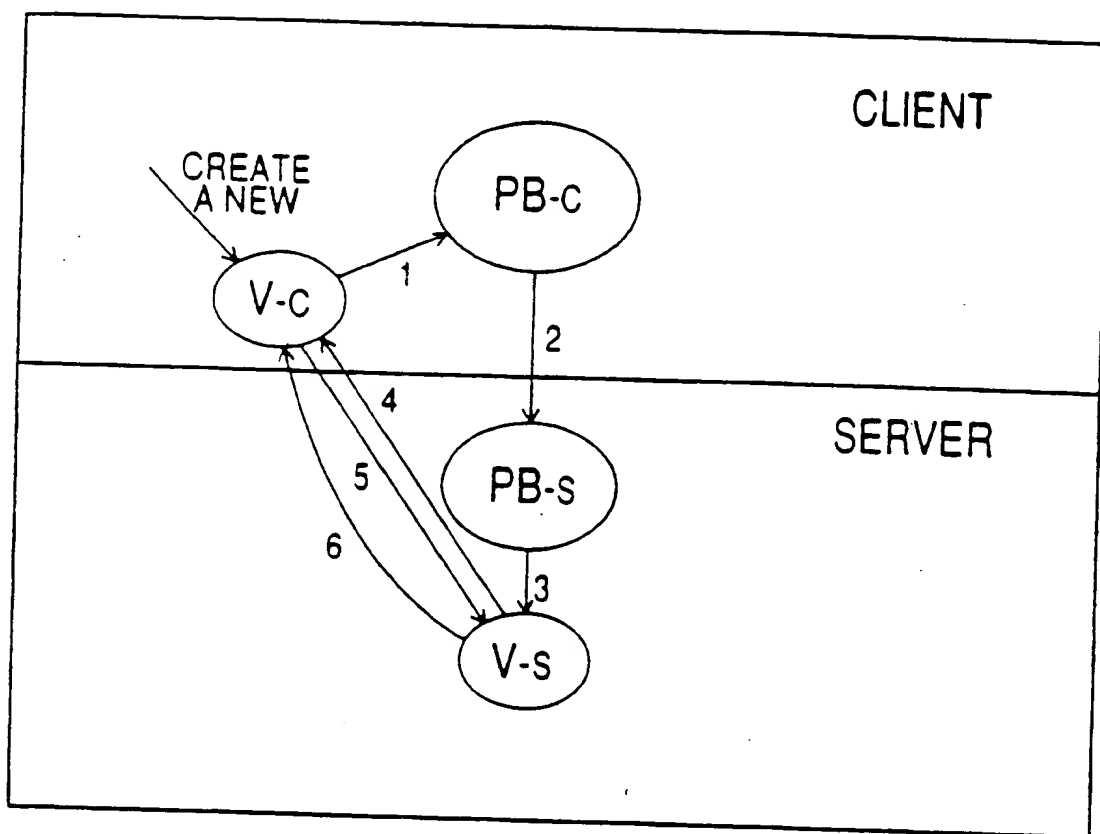 CLIENT
CREATE
A NEW
PB-c
V-c
1
2
4
SERVER
5
PB-s
6
3
V-s